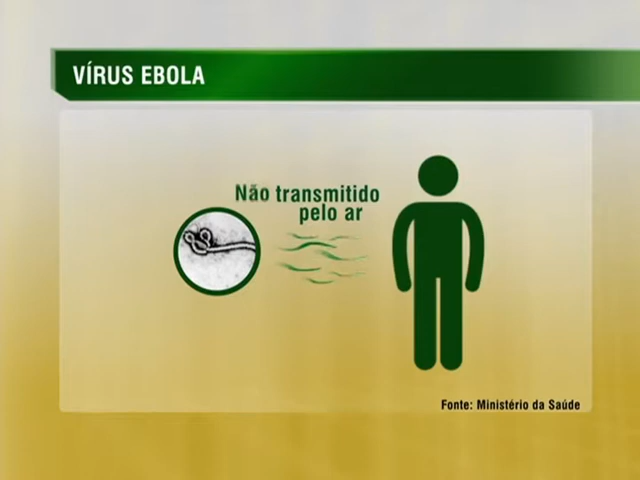 VÍRUS EBOLA
Não transmitido
pelo ar
Fonte: Ministério da Saúde